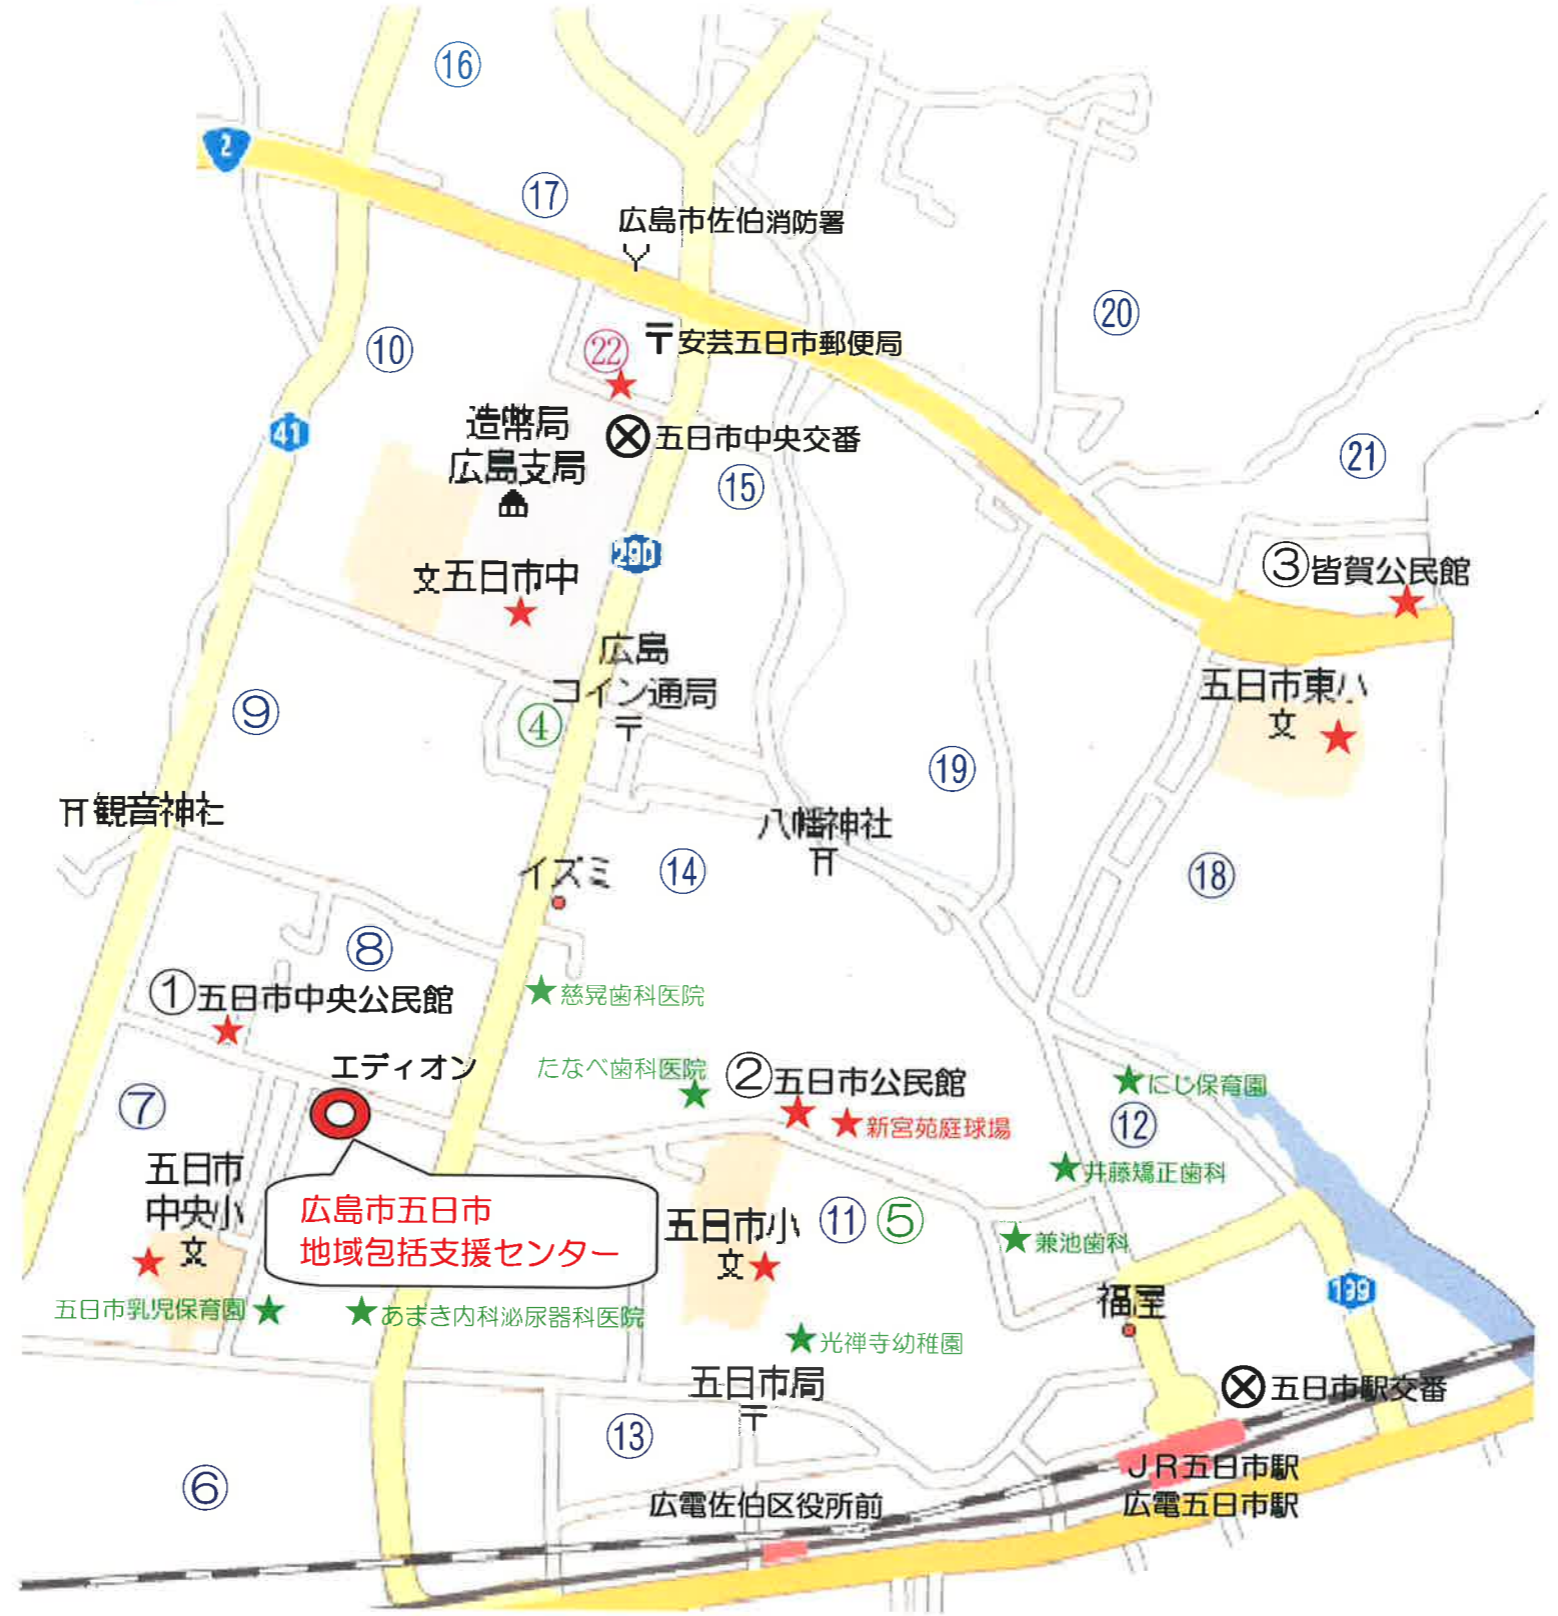 ⑯
2
⑰
広島市佐伯消防署
⑳
⑩
㉒
〒安芸五日市郵便局
41
造幣局
広島支局
五日市中央交番
⑮
㉑
290
文五日市中
③皆賀公民館
広島
コイン通局
〒
④
五日市東小
文
⑨
⑲
観音神社
八幡神社
イズミ
⑭
⑱
⑧
①五日市中央公民館
慈晃歯科医院
エディオン
たなべ歯科医院
②五日市公民館
新宮苑庭球場
にじ保育園
⑦
⑫
五日市
中央小
文
井藤矯正歯科
広島市五日市
地域包括支援センター
五日市小
文
⑪
⑤
兼池歯科
五日市乳児保育園
あまき内科泌尿器科医院
福屋
199
光禅寺幼稚園
五日市局
〒
五日市駅交番
⑬
⑥
JR五日市駅
広電佐伯区役所前
広電五日市駅